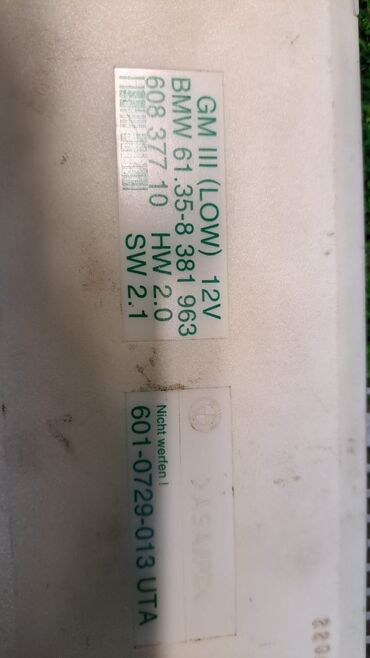 GM III (LOW) 12V
BMW 61.35-8 381 963
608 377 10 HW 2.0
SW 2.1
Nicht werfen!
601-0729-013 UTA